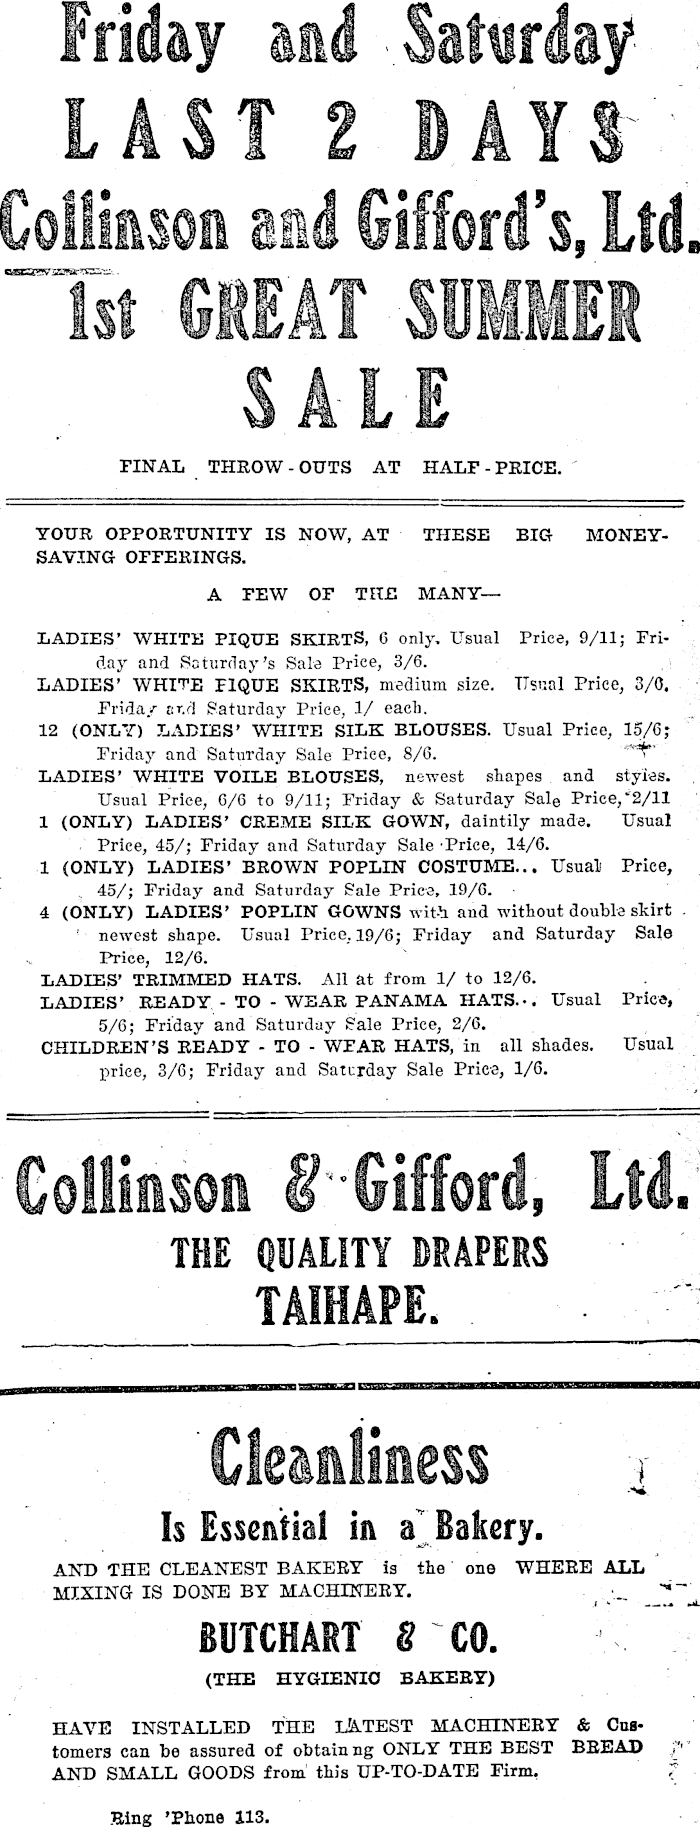 Friday and Saturday
LAST 2 DAYS
Collinson and Gifford's, Ltd.
1st GREAT SUMMER
SALE
FINAL THROW-OUTS AT HALF-PRICE.
YOUR OPPORTUNITY IS NOW, AT THESE BIG MONEY-
SAVING OFFERINGS.
A FEW OF THE MANY—
LADIES' WHITE PIQUE SKIRTS, 6 only. Usual Price, 9/11; Fri-
day and Saturday's Sale Price, 3/6.
LADIES' WHITE PIQUE SKIRTS, medium size. Usual Price, 3/6.
Friday and Saturday Price, 1/ each.
12 (ONLY) LADIES' WHITE SILK BLOUSES. Usual Price, 15/6;
Friday and Saturday Sale Price, 8/6.
LADIES' WHITE VOILE BLOUSES, newest shapes and styles.
Usual Price, 6/6 to 9/11; Friday & Saturday Sale Price, 2/11
1 (ONLY) LADIES' CREME SILK GOWN, daintily made. Usual
Price, 45/; Friday and Saturday Sale Price, 14/6.
1 (ONLY) LADIES' BROWN POPLIN COSTUME... Usual Price,
45/; Friday and Saturday Sale Price, 19/6.
4 (ONLY) LADIES' POPLIN GOWNS with and without double skirt
newest shape. Usual Price, 19/6; Friday and Saturday Sale
Price, 12/6.
LADIES' TRIMMED HATS. All at from 1/ to 12/6.
LADIES' READY - TO - WEAR PANAMA HATS... Usual Price,
5/6; Friday and Saturday Sale Price, 2/6.
CHILDREN'S READY - TO - WEAR HATS, in all shades. Usual
price, 3/6; Friday and Saturday Sale Price, 1/6.
Collinson & Gifford, Ltd.
THE QUALITY DRAPERS
TAIHAPE.
Cleanliness
Is Essential in a Bakery.
AND THE CLEANEST BAKERY is the one WHERE ALL
MIXING IS DONE BY MACHINERY.
BUTCHART & CO.
(THE HYGIENIC BAKERY)
HAVE INSTALLED THE LATEST MACHINERY & Cus-
tomers can be assured of obtain ng ONLY THE BEST BREAD
AND SMALL GOODS from this UP-TO-DATE Firm.
Ring 'Phone 113.